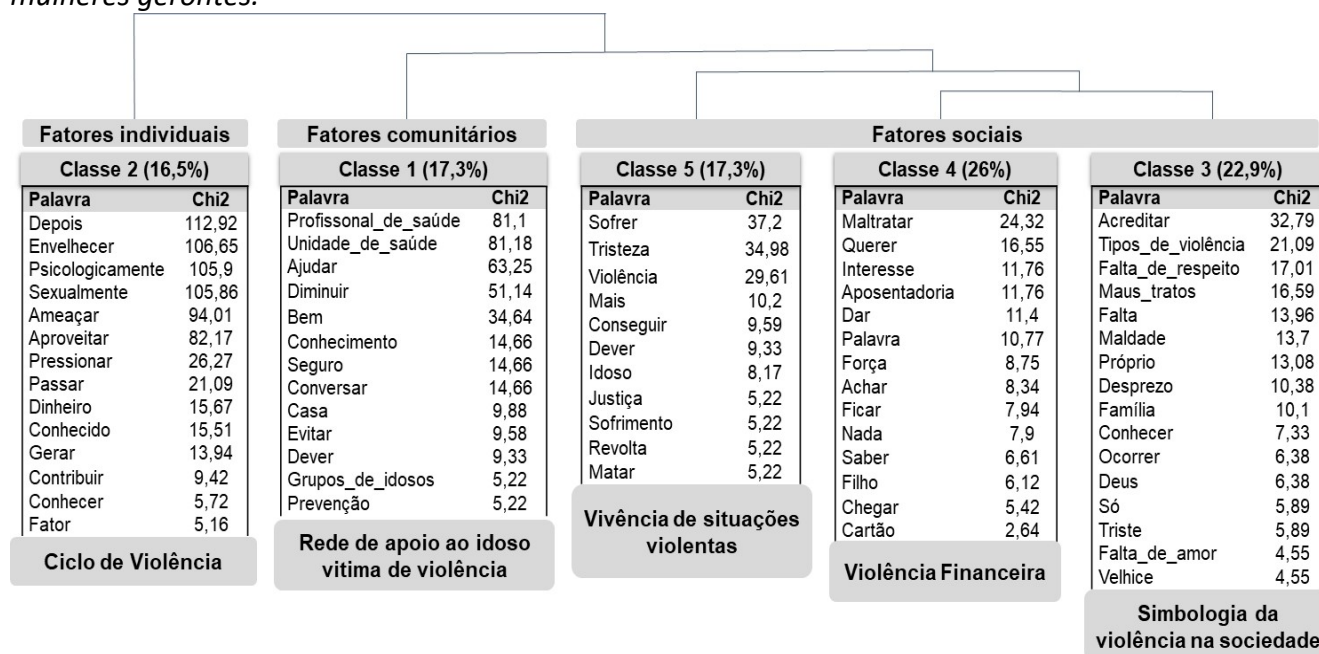 mulheres gerontes.
Fatores individuais
Fatores comunitários
Fatores sociais
Classe 2 (16,5%)
Palavra Chi2
Depois 112,92
Envelhecer 106,65
Psicologicamente 105,9
Sexualmente 105,86
Ameaçar 94,01
Aproveitar 82,17
Pressionar 26,27
Passar 21,09
Dinheiro 15,67
Conhecido 15,51
Gerar 13,94
Contribuir 9,42
Conhecer 5,72
Fator 5,16
Ciclo de Violência
Classe 1 (17,3%)
Palavra Chi2
Profissonal_de_saúde 81,1
Unidade_de_saúde 81,18
Ajudar 63,25
Diminuir 51,14
Bem 34,64
Conhecimento 14,66
Seguro 14,66
Conversar 14,66
Casa 9,88
Evitar 9,58
Dever 9,33
Grupos_de_idosos 5,22
Prevenção 5,22
Rede de apoio ao idoso
vitima de violência
Classe 5 (17,3%)
Palavra Chi2
Sofrer 37,2
Tristeza 34,98
Violência 29,61
Mais 10,2
Conseguir 9,59
Dever 9,33
Idoso 8,17
Justiça 5,22
Sofrimento 5,22
Revolta 5,22
Matar 5,22
Vivência de situações
violentas
Classe 4 (26%)
Palavra Chi2
Maltratar 24,32
Querer 16,55
Interesse 11,76
Aposentadoria 11,76
Dar 11,4
Palavra 10,77
Força 8,75
Achar 8,34
Ficar 7,94
Nada 7,9
Saber 6,61
Filho 6,12
Chegar 5,42
Cartão 2,64
Violência Financeira
Classe 3 (22,9%)
Palavra Chi2
Acreditar 32,79
Tipos_de_violência 21,09
Falta_de_respeito 17,01
Maus_tratos 16,59
Falta 13,96
Maldade 13,7
Próprio 13,08
Desprezo 10,38
Família 10,1
Conhecer 7,33
Ocorrer 6,38
Deus 6,38
Só 5,89
Triste 5,89
Falta_de_amor 4,55
Velhice 4,55
Simbologia da
violência na sociedade